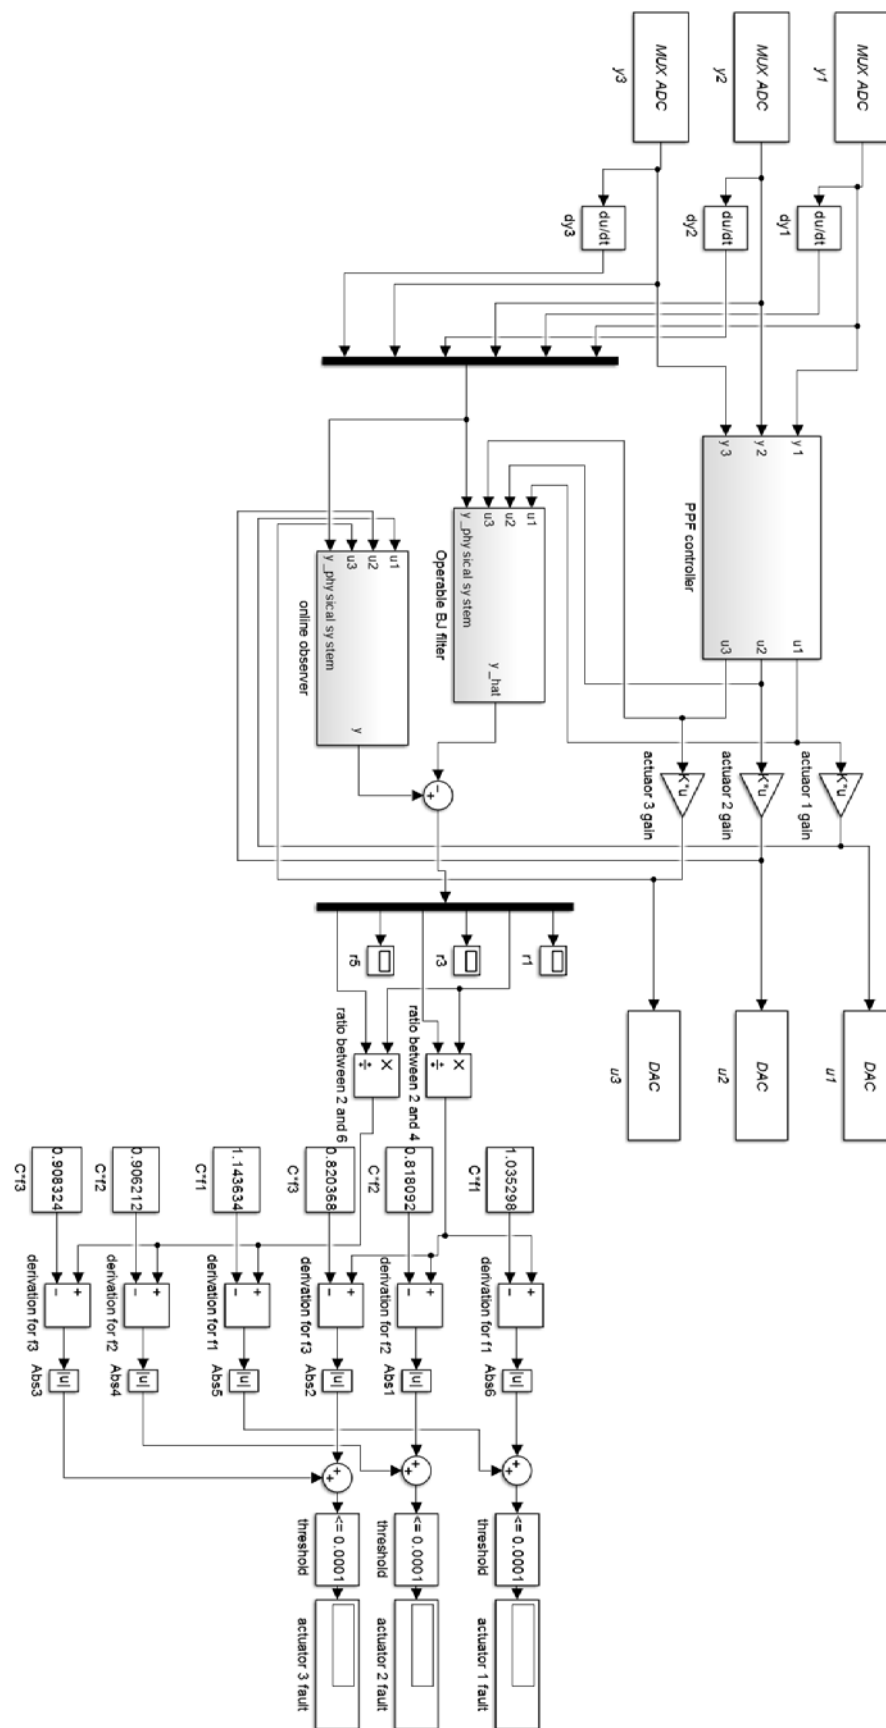 MUX ADC
y1
MUX ADC
y2
MUX ADC
y3
du/dt
dy1
du/dt
dy2
du/dt
dy3
y1
y2
y3
u1
u2
u3
PPF controller
K*u
actuaor 1 gain
K*u
actuaor 2 gain
K*u
actuaor 3 gain
DAC
u1
DAC
u2
DAC
u3
u1
u2
u3
y_physical system
y_hat
Operable BJ filter
u1
u2
u3
y_physical system
y
online observer
−
+
r1
r3
r5
×
÷
ratio between 2 and 4
×
÷
ratio between 2 and 6
1.035298
C*f1
0.818092
C*f2
0.820368
C*f3
1.143634
C*f1
0.906212
C*f2
0.908324
C*f3
+
−
derivation for f1
+
−
derivation for f2
+
−
derivation for f3
+
−
derivation for f1
+
−
derivation for f2
+
−
derivation for f3
|u|
Abs6
|u|
Abs1
|u|
Abs2
|u|
Abs5
|u|
Abs4
|u|
Abs3
+
+
+
+
+
+
<= 0.0001
threshold
<= 0.0001
threshold
<= 0.0001
threshold
actuator 1 fault
actuator 2 fault
actuator 3 fault